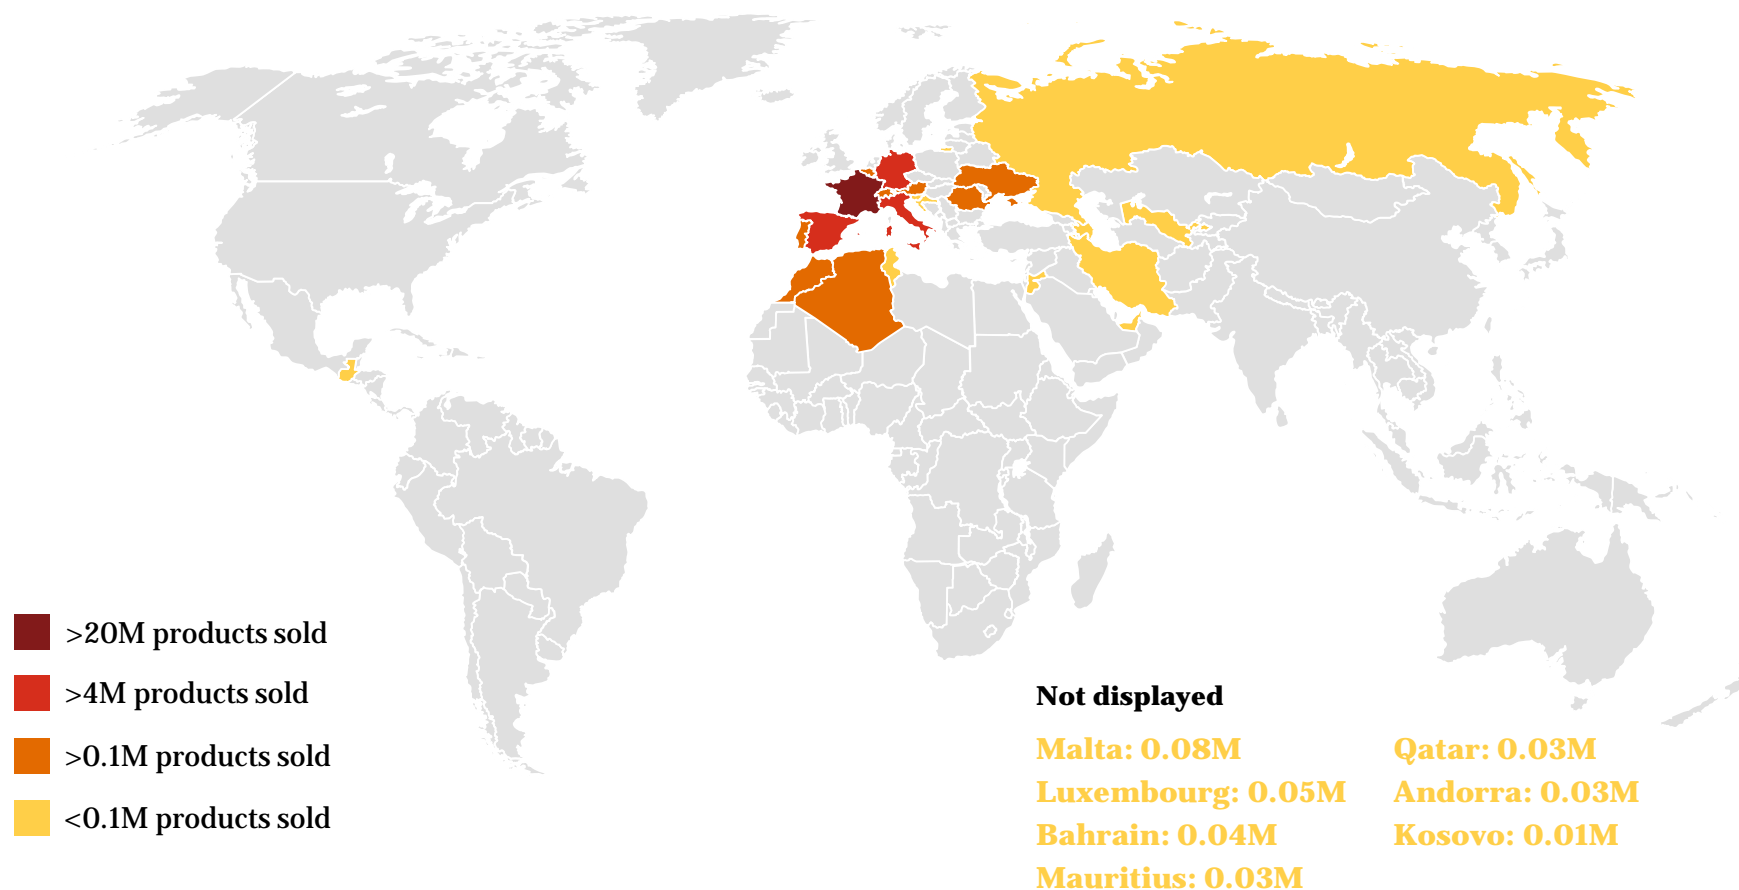 >20M products sold
>4M products sold
>0.1M products sold
<0.1M products sold
Not displayed
Malta: 0.08M
Luxembourg: 0.05M
Bahrain: 0.04M
Mauritius: 0.03M
Qatar: 0.03M
Andorra: 0.03M
Kosovo: 0.01M